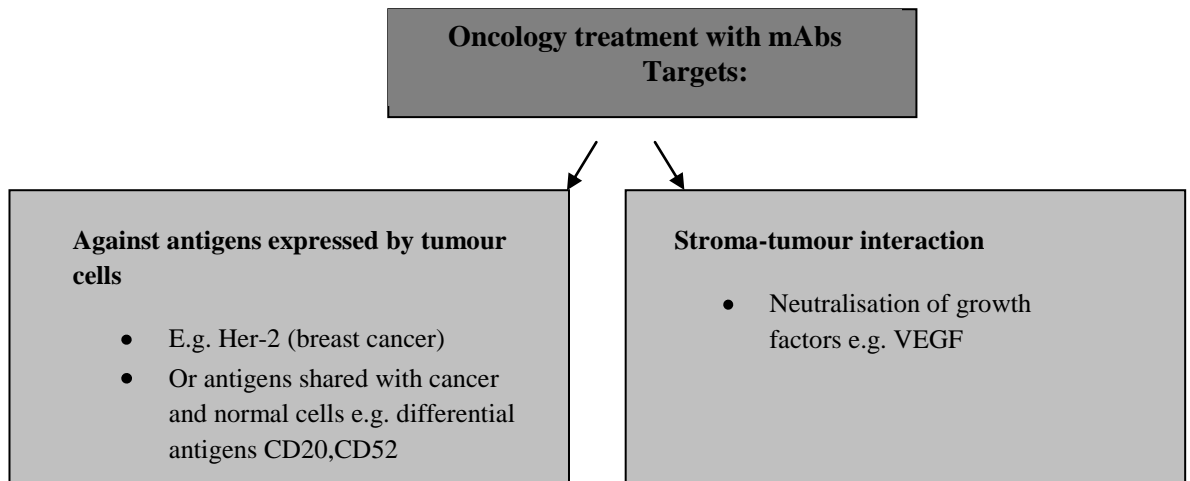 Oncology treatment with mAbs
Targets:
Against antigens expressed by tumour
cells
• E.g. Her-2 (breast cancer)
• Or antigens shared with cancer
and normal cells e.g. differential
antigens CD20,CD52
Stroma-tumour interaction
• Neutralisation of growth
factors e.g. VEGF